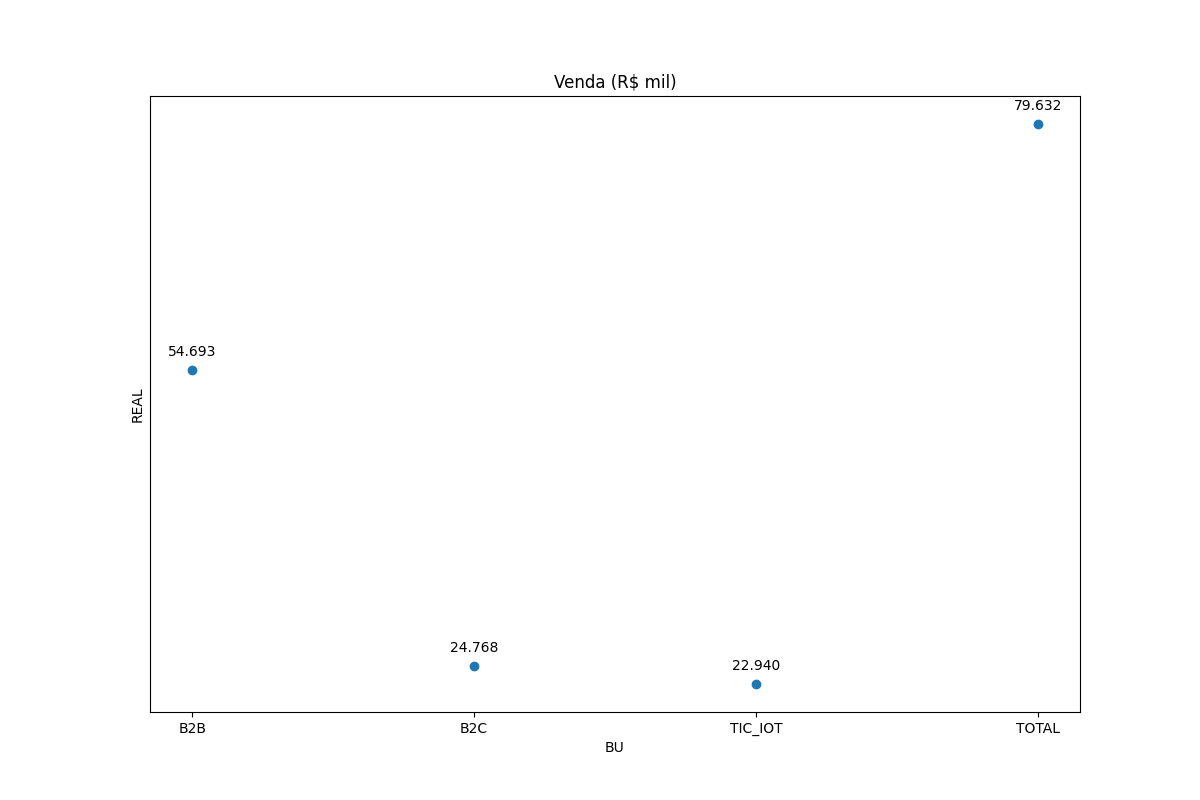 Venda (R$ mil)
79.632
54.693
REAL
24.768
22.940
B2B
B2C
TIC_IOT
TOTAL
BU